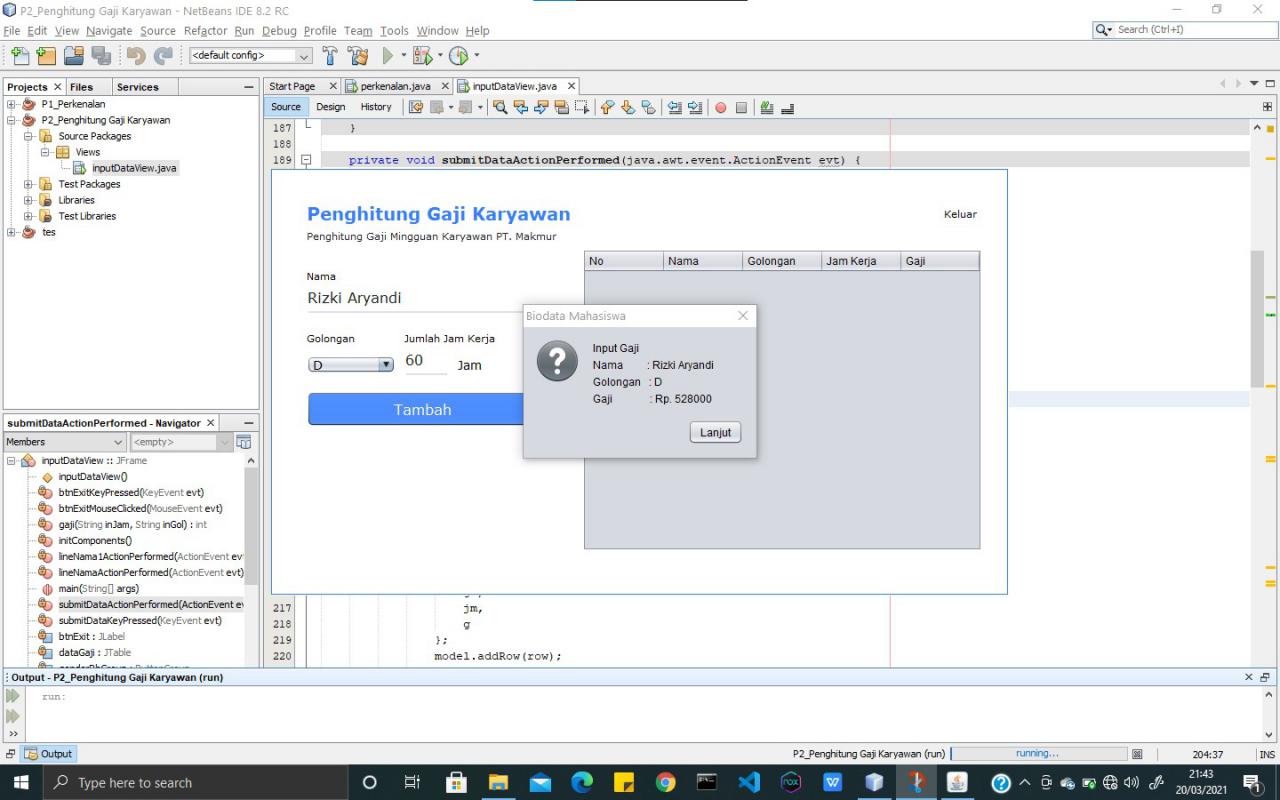 P2_Penghitung Gaji Karyawan - NetBeans IDE 8.2 RC
File Edit View Navigate Source Refactor Run Debug Profile Team Tools Window Help
Search (Ctrl+I)
<default config>
Projects Files Services
Start Page perkenalan.java inputDataView.java
Source Design History
P1_Perkenalan
P2_Penghitung Gaji Karyawan
Source Packages
Views
inputDataView.java
Test Packages
Libraries
Test Libraries
tes
187 }
188
189 private void submitDataActionPerformed(java.awt.event.ActionEvent evt) {
Penghitung Gaji Karyawan
Keluar
Penghitung Gaji Mingguan Karyawan PT. Makmur
Nama
Rizki Aryandi
Golongan Jumlah Jam Kerja
D 60 Jam
Tambah
No Nama Golongan Jam Kerja Gaji
Biodata Mahasiswa
?
Input Gaji
Nama : Rizki Aryandi
Golongan : D
Gaji : Rp. 528000
Lanjut
217 jm,
218 g
219 };
220 model.addRow(row);
submitDataActionPerformed - Navigator
Members <empty>
inputDataView :: JFrame
inputDataView()
btnExitKeyPressed(KeyEvent evt)
btnExitMouseClicked(MouseEvent evt)
gaji(String inJam, String inGol) : int
initComponents()
lineNama1ActionPerformed(ActionEvent ev
lineNamaActionPerformed(ActionEvent evt)
main(String[] args)
submitDataActionPerformed(ActionEvent e
submitDataKeyPressed(KeyEvent evt)
btnExit : JLabel
dataGaji : JTable
Output - P2_Penghitung Gaji Karyawan (run)
run:
Output
P2_Penghitung Gaji Karyawan (run) running... 204:37 INS
Type here to search
21:43
20/03/2021
1